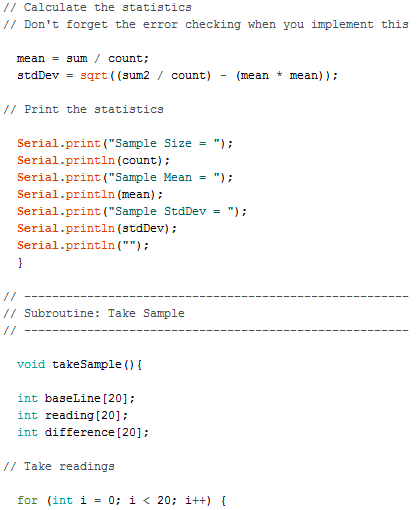 // Calculate the statistics
// Don't forget the error checking when you implement this
mean = sum / count;
stdDev = sqrt((sum2 / count) - (mean * mean));
// Print the statistics
Serial.print("Sample Size = ");
Serial.println(count);
Serial.print("Sample Mean = ");
Serial.println(mean);
Serial.print("Sample StdDev = ");
Serial.println(stdDev);
Serial.println("");
}
// -------------------------------------------------------
// Subroutine: Take Sample
// -------------------------------------------------------
void takeSample(){
int baseLine[20];
int reading[20];
int difference[20];
// Take readings
for (int i = 0; i < 20; i++) {